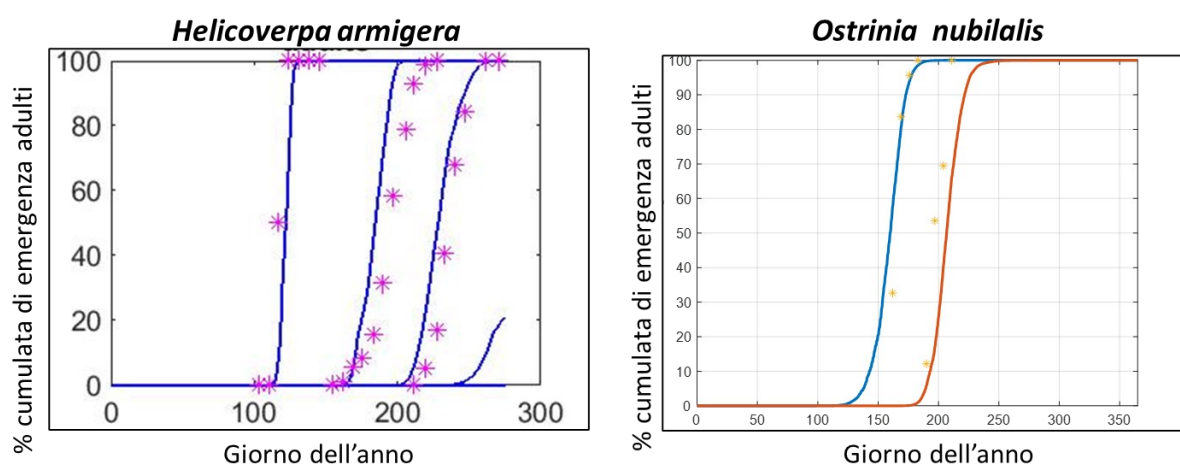 Helicoverpa armigera
% cumulata di emergenza adulti
100
80
60
40
20
0
0 100 200 300
Giorno dell'anno
Ostrinia nubilalis
% cumulata di emergenza adulti
100
90
80
70
60
50
40
30
20
10
0
0 50 100 150 200 250 300 350
Giorno dell'anno